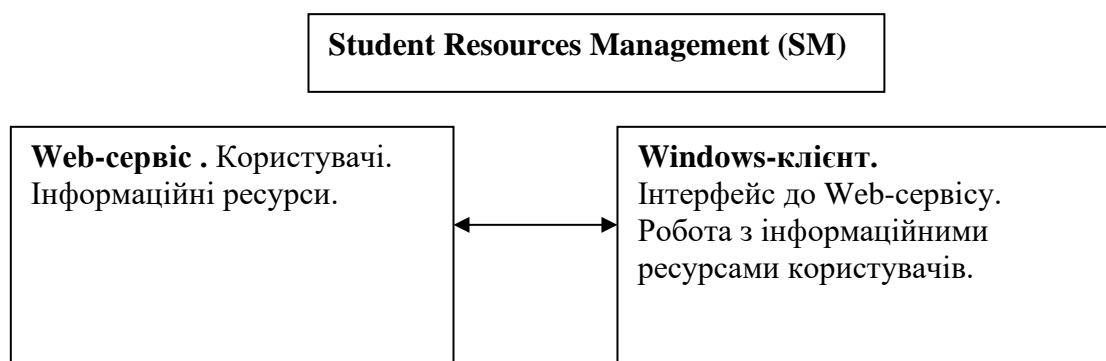 Student Resources Management (SM)
Web-сервіс . Користувачі.
Інформаційні ресурси.
Windows-клієнт.
Інтерфейс до Web-сервісу.
Робота з інформаційними
ресурсами користувачів.